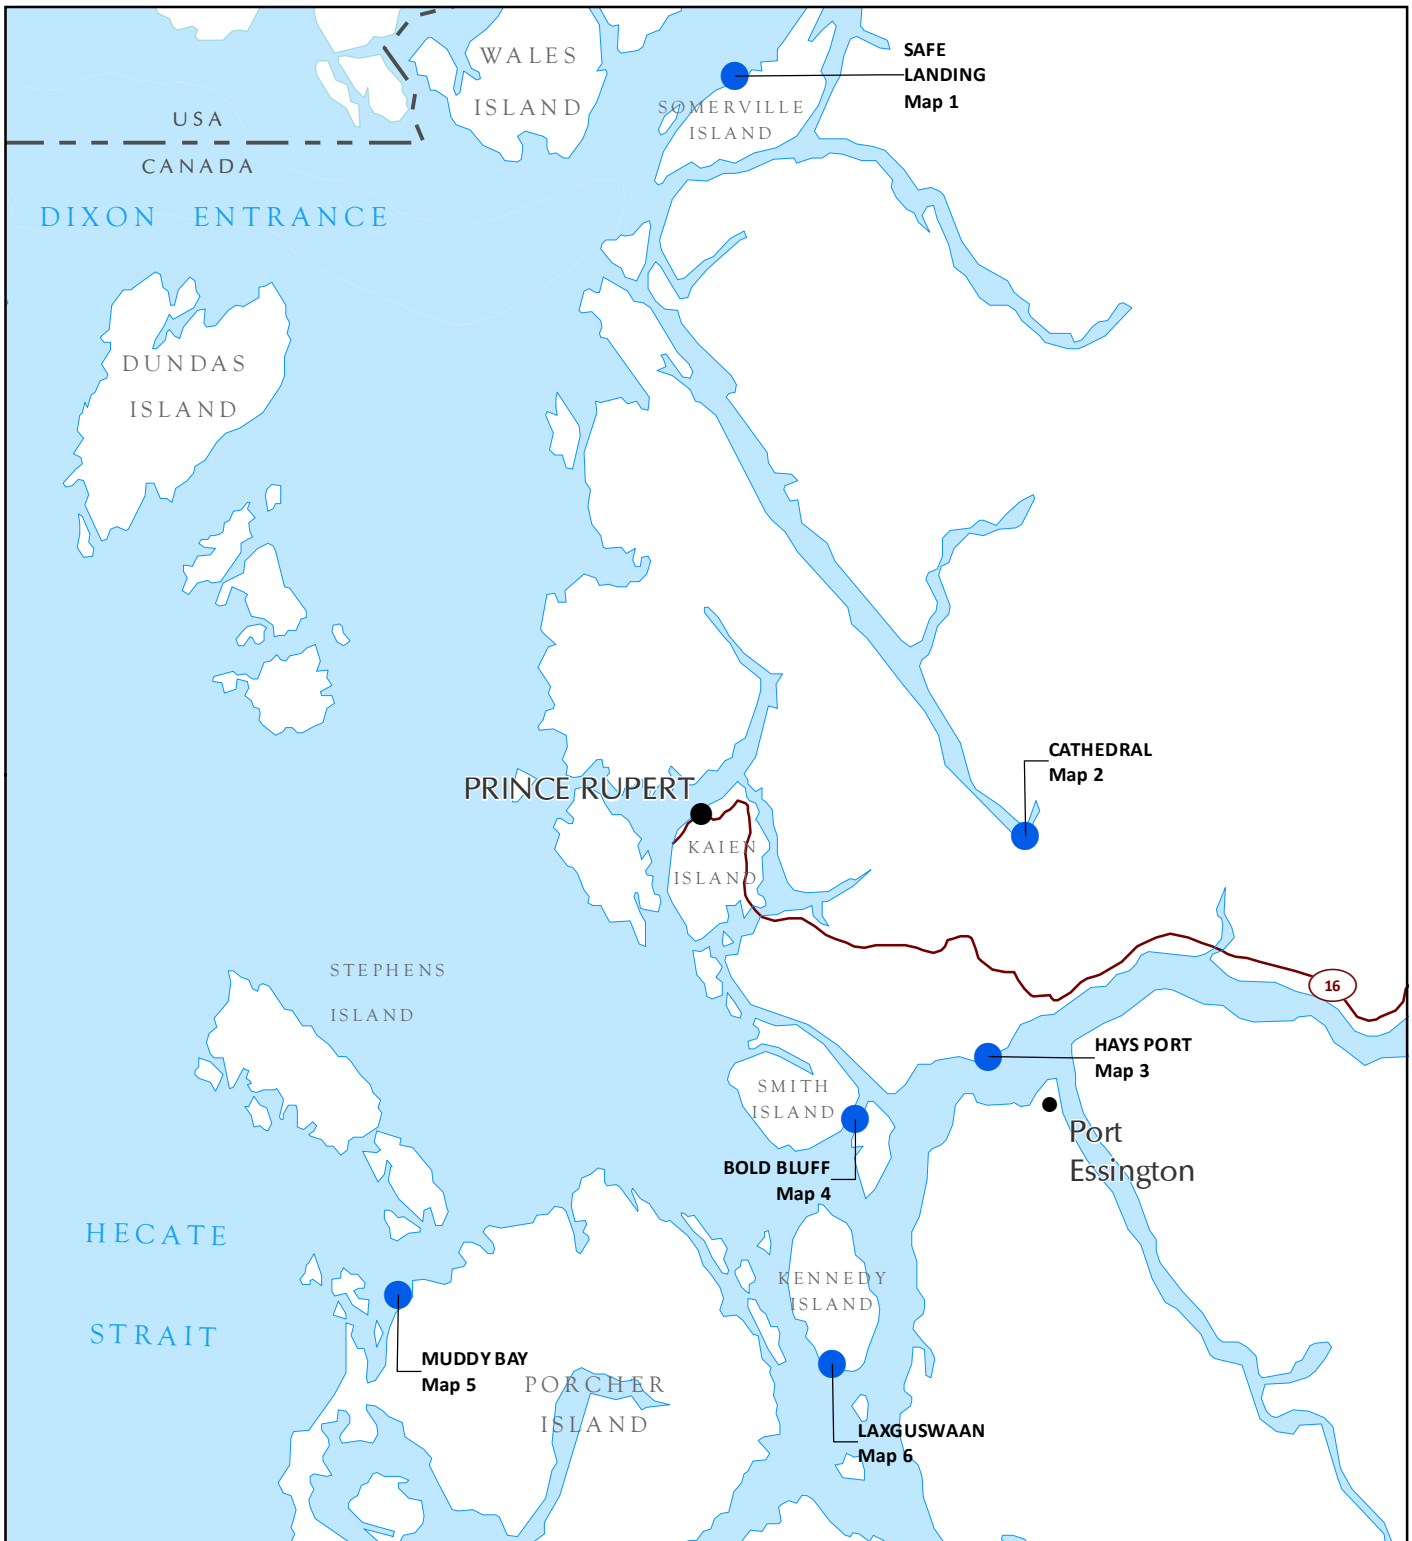 WALES
ISLAND
SAFE
LANDING
Map 1
SOMERVILLE
ISLAND
USA
CANADA
DIXON ENTRANCE
DUNDAS
ISLAND
CATHEDRAL
Map 2
PRINCE RUPERT
KAIEN
ISLAND
STEPHENS
ISLAND
16
HAYS PORT
Map 3
SMITH
ISLAND
Port
Essington
BOLD BLUFF
Map 4
HECATE
STRAIT
KENNEDY
ISLAND
MUDDY BAY
Map 5
PORCHER
ISLAND
LAXGUSWAAN
Map 6